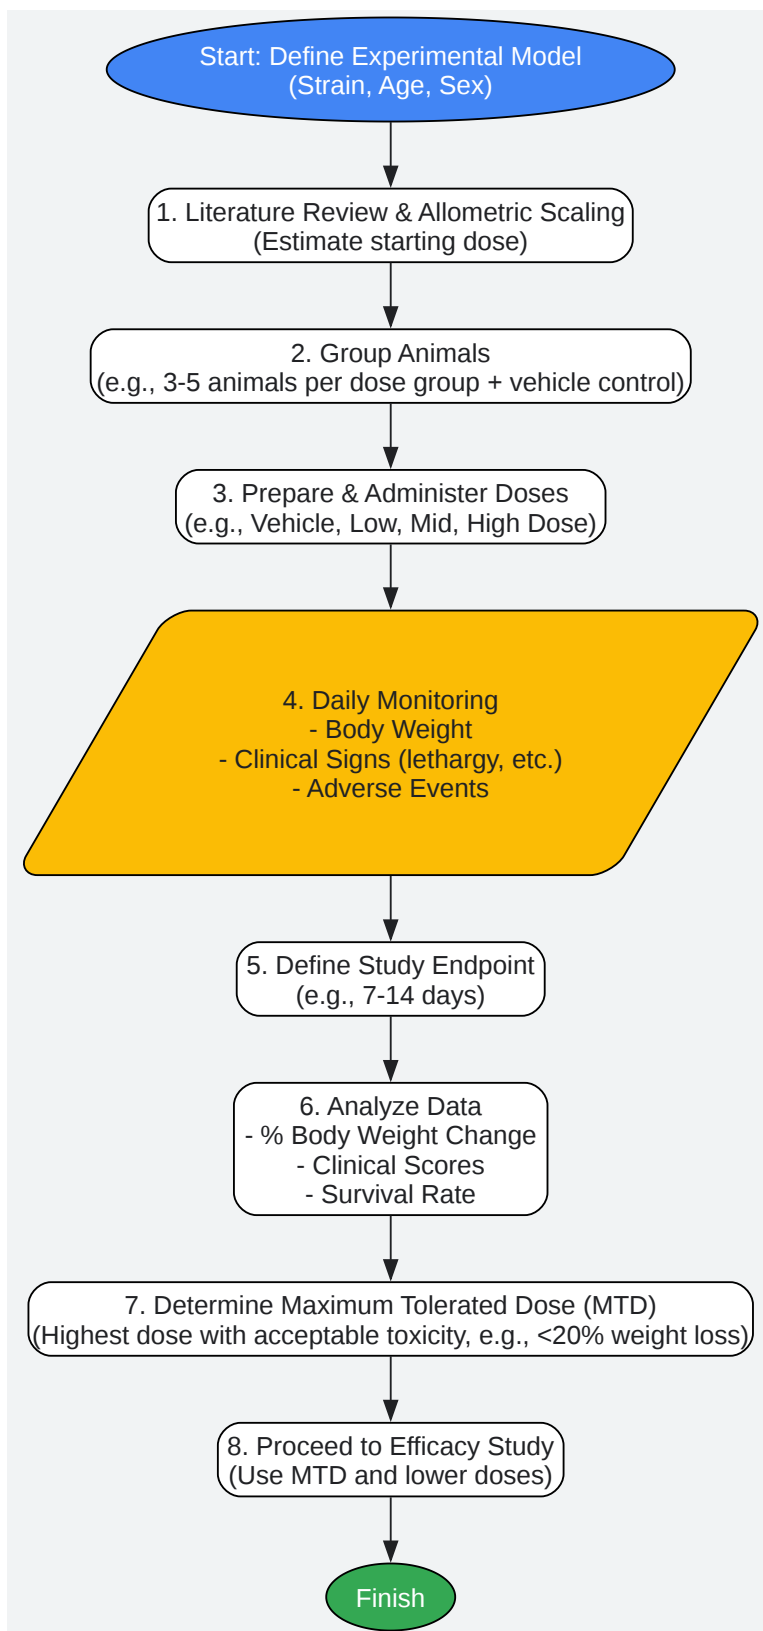 Start: Define Experimental Model
(Strain, Age, Sex)
1. Literature Review & Allometric Scaling
(Estimate starting dose)
2. Group Animals
(e.g., 3-5 animals per dose group + vehicle control)
3. Prepare & Administer Doses
(e.g., Vehicle, Low, Mid, High Dose)
4. Daily Monitoring
- Body Weight
- Clinical Signs (lethargy, etc.)
- Adverse Events
5. Define Study Endpoint
(e.g., 7-14 days)
6. Analyze Data
- % Body Weight Change
- Clinical Scores
- Survival Rate
7. Determine Maximum Tolerated Dose (MTD)
(Highest dose with acceptable toxicity, e.g., <20% weight loss)
8. Proceed to Efficacy Study
(Use MTD and lower doses)
Finish